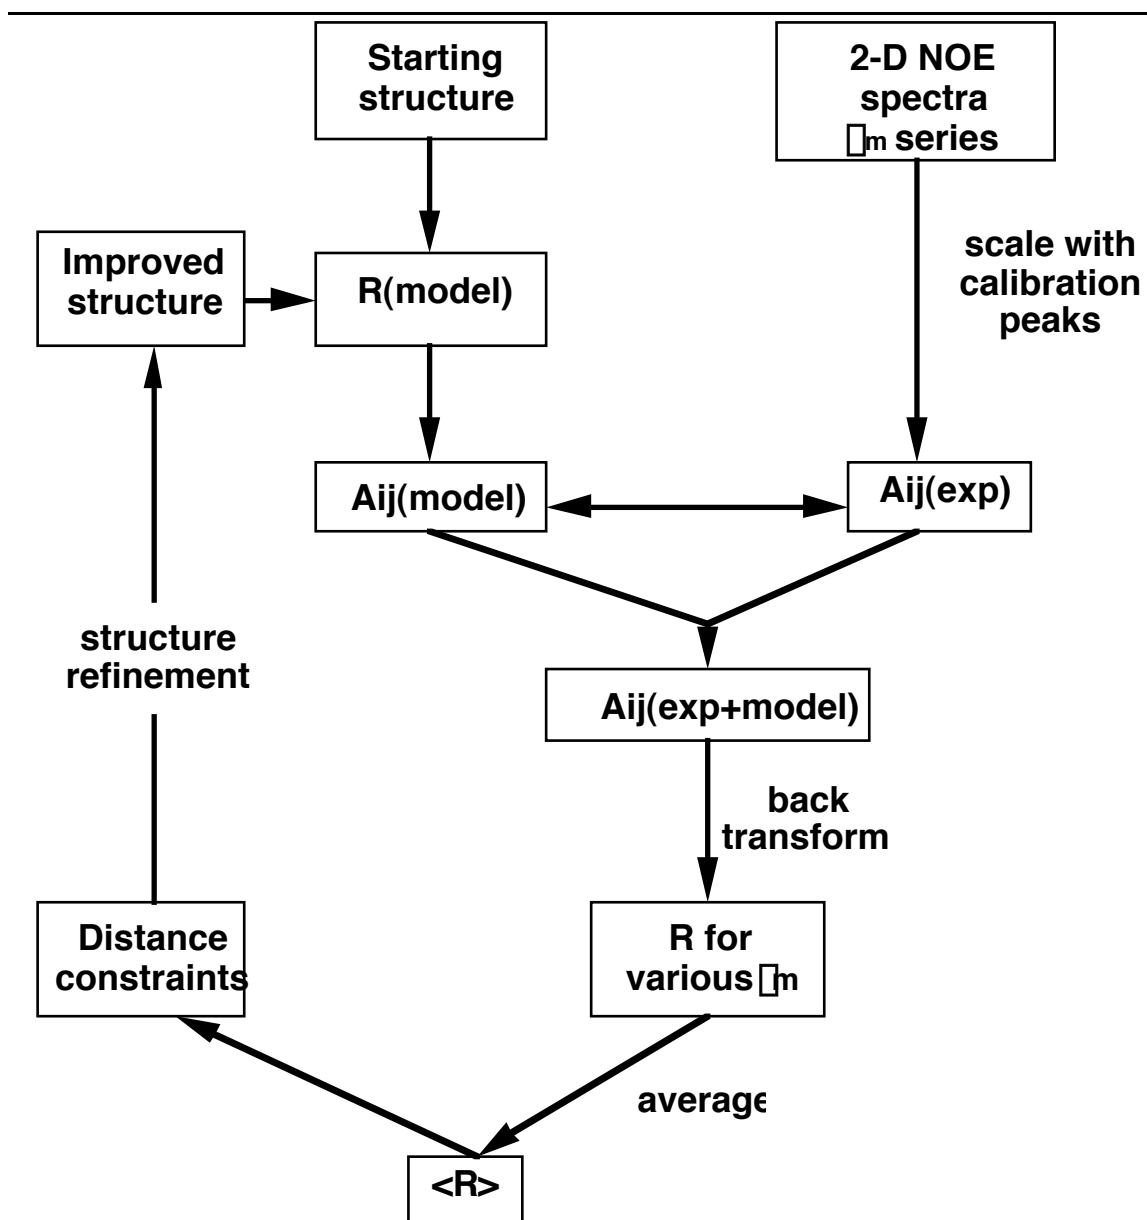 Starting
structure
2-D NOE
spectra
▯m series
Improved
structure
R(model)
scale with
calibration
peaks
Aij(model)
Aij(exp)
structure
refinement
Aij(exp+model)
back
transform
Distance
constraints
R for
various ▯m
average
<R>